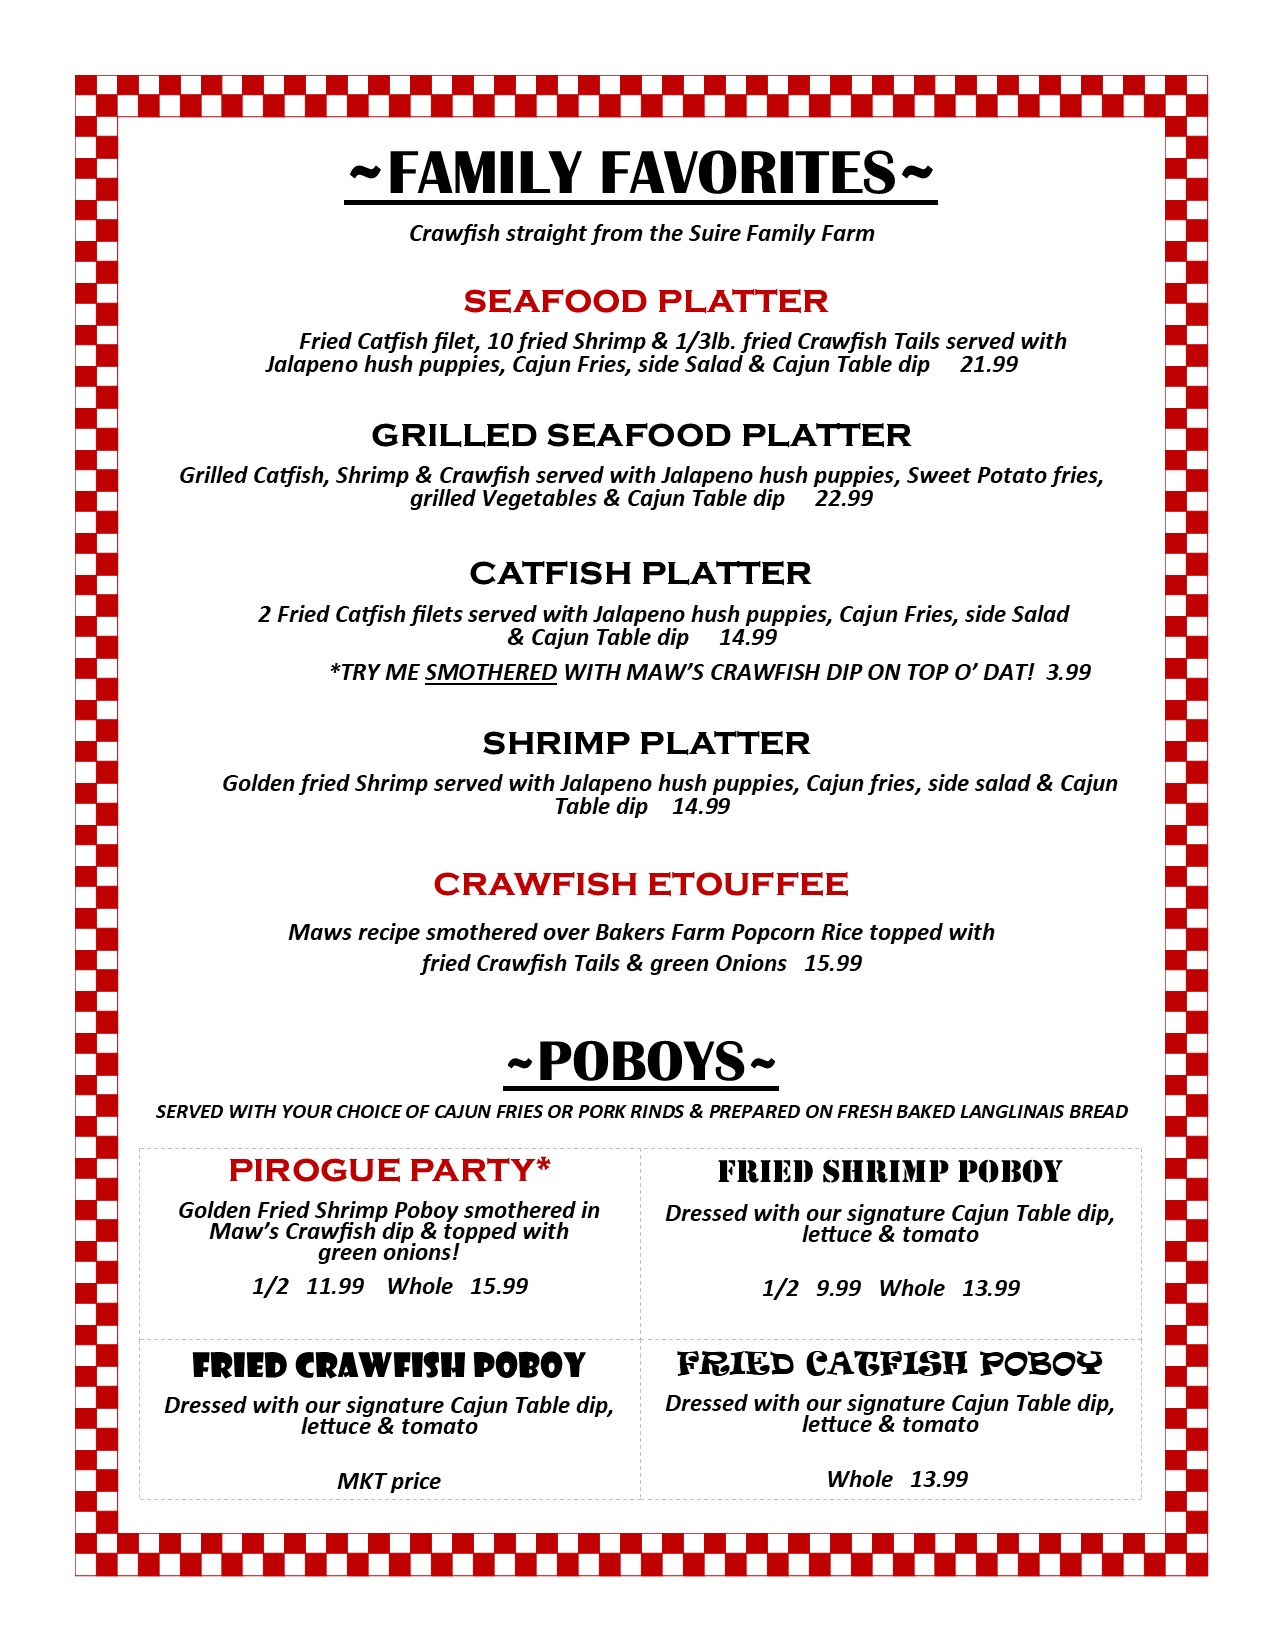 ~FAMILY FAVORITES~
Crawfish straight from the Suire Family Farm
SEAFOOD PLATTER
Fried Catfish filet, 10 fried Shrimp & 1/3lb. fried Crawfish Tails served with
Jalapeno hush puppies, Cajun Fries, side Salad & Cajun Table dip 21.99
GRILLED SEAFOOD PLATTER
Grilled Catfish, Shrimp & Crawfish served with Jalapeno hush puppies, Sweet Potato fries,
grilled Vegetables & Cajun Table dip 22.99
CATFISH PLATTER
2 Fried Catfish filets served with Jalapeno hush puppies, Cajun Fries, side Salad
& Cajun Table dip 14.99
*TRY ME SMOTHERED WITH MAW’S CRAWFISH DIP ON TOP O’ DAT! 3.99
SHRIMP PLATTER
Golden fried Shrimp served with Jalapeno hush puppies, Cajun fries, side salad & Cajun
Table dip 14.99
CRAWFISH ETOUFFEE
Maws recipe smothered over Bakers Farm Popcorn Rice topped with
fried Crawfish Tails & green Onions 15.99
~POBOYS~
SERVED WITH YOUR CHOICE OF CAJUN FRIES OR PORK RINDS & PREPARED ON FRESH BAKED LANGLINAIS BREAD
PIROGUE PARTY*
Golden Fried Shrimp Poboy smothered in
Maw’s Crawfish dip & topped with
green onions!
1/2 11.99 Whole 15.99
FRIED SHRIMP POBOY
Dressed with our signature Cajun Table dip,
lettuce & tomato
1/2 9.99 Whole 13.99
FRIED CRAWFISH POBOY
Dressed with our signature Cajun Table dip,
lettuce & tomato
MKT price
FRIED CATFISH POBOY
Dressed with our signature Cajun Table dip,
lettuce & tomato
Whole 13.99